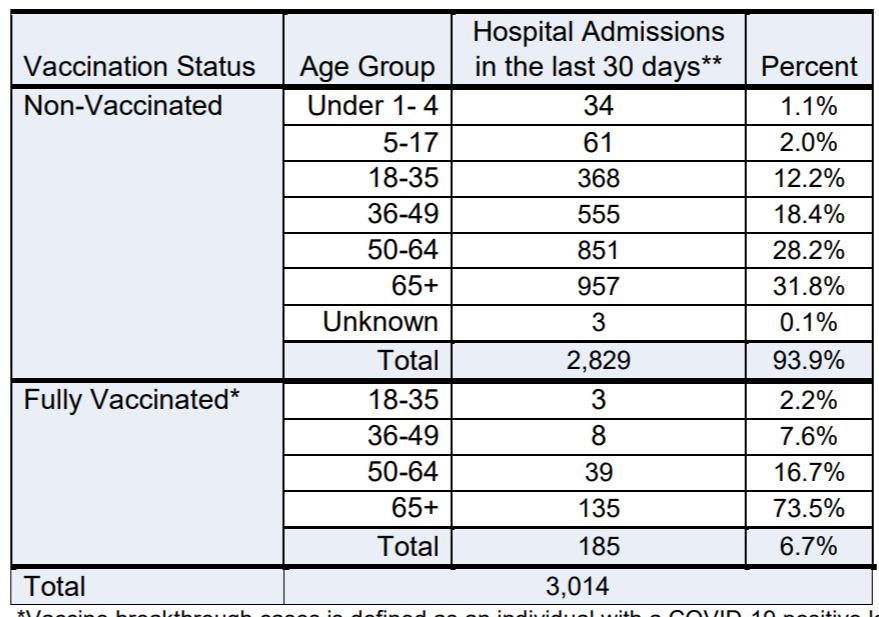 Hospital Admissions
Vaccination Status Age Group in the last 30 days** Percent
Non-Vaccinated Under 1- 4 34 1.1%
5-17 61 2.0%
18-35 368 12.2%
36-49 555 18.4%
50-64 851 28.2%
65+ 957 31.8%
Unknown 3 0.1%
Total 2,829 93.9%
Fully Vaccinated* 18-35 3 2.2%
36-49 8 7.6%
50-64 39 16.7%
65+ 135 73.5%
Total 185 6.7%
Total 3,014
*Vaccine breakthrough cases is defined as an individual with a COVID-19 positive